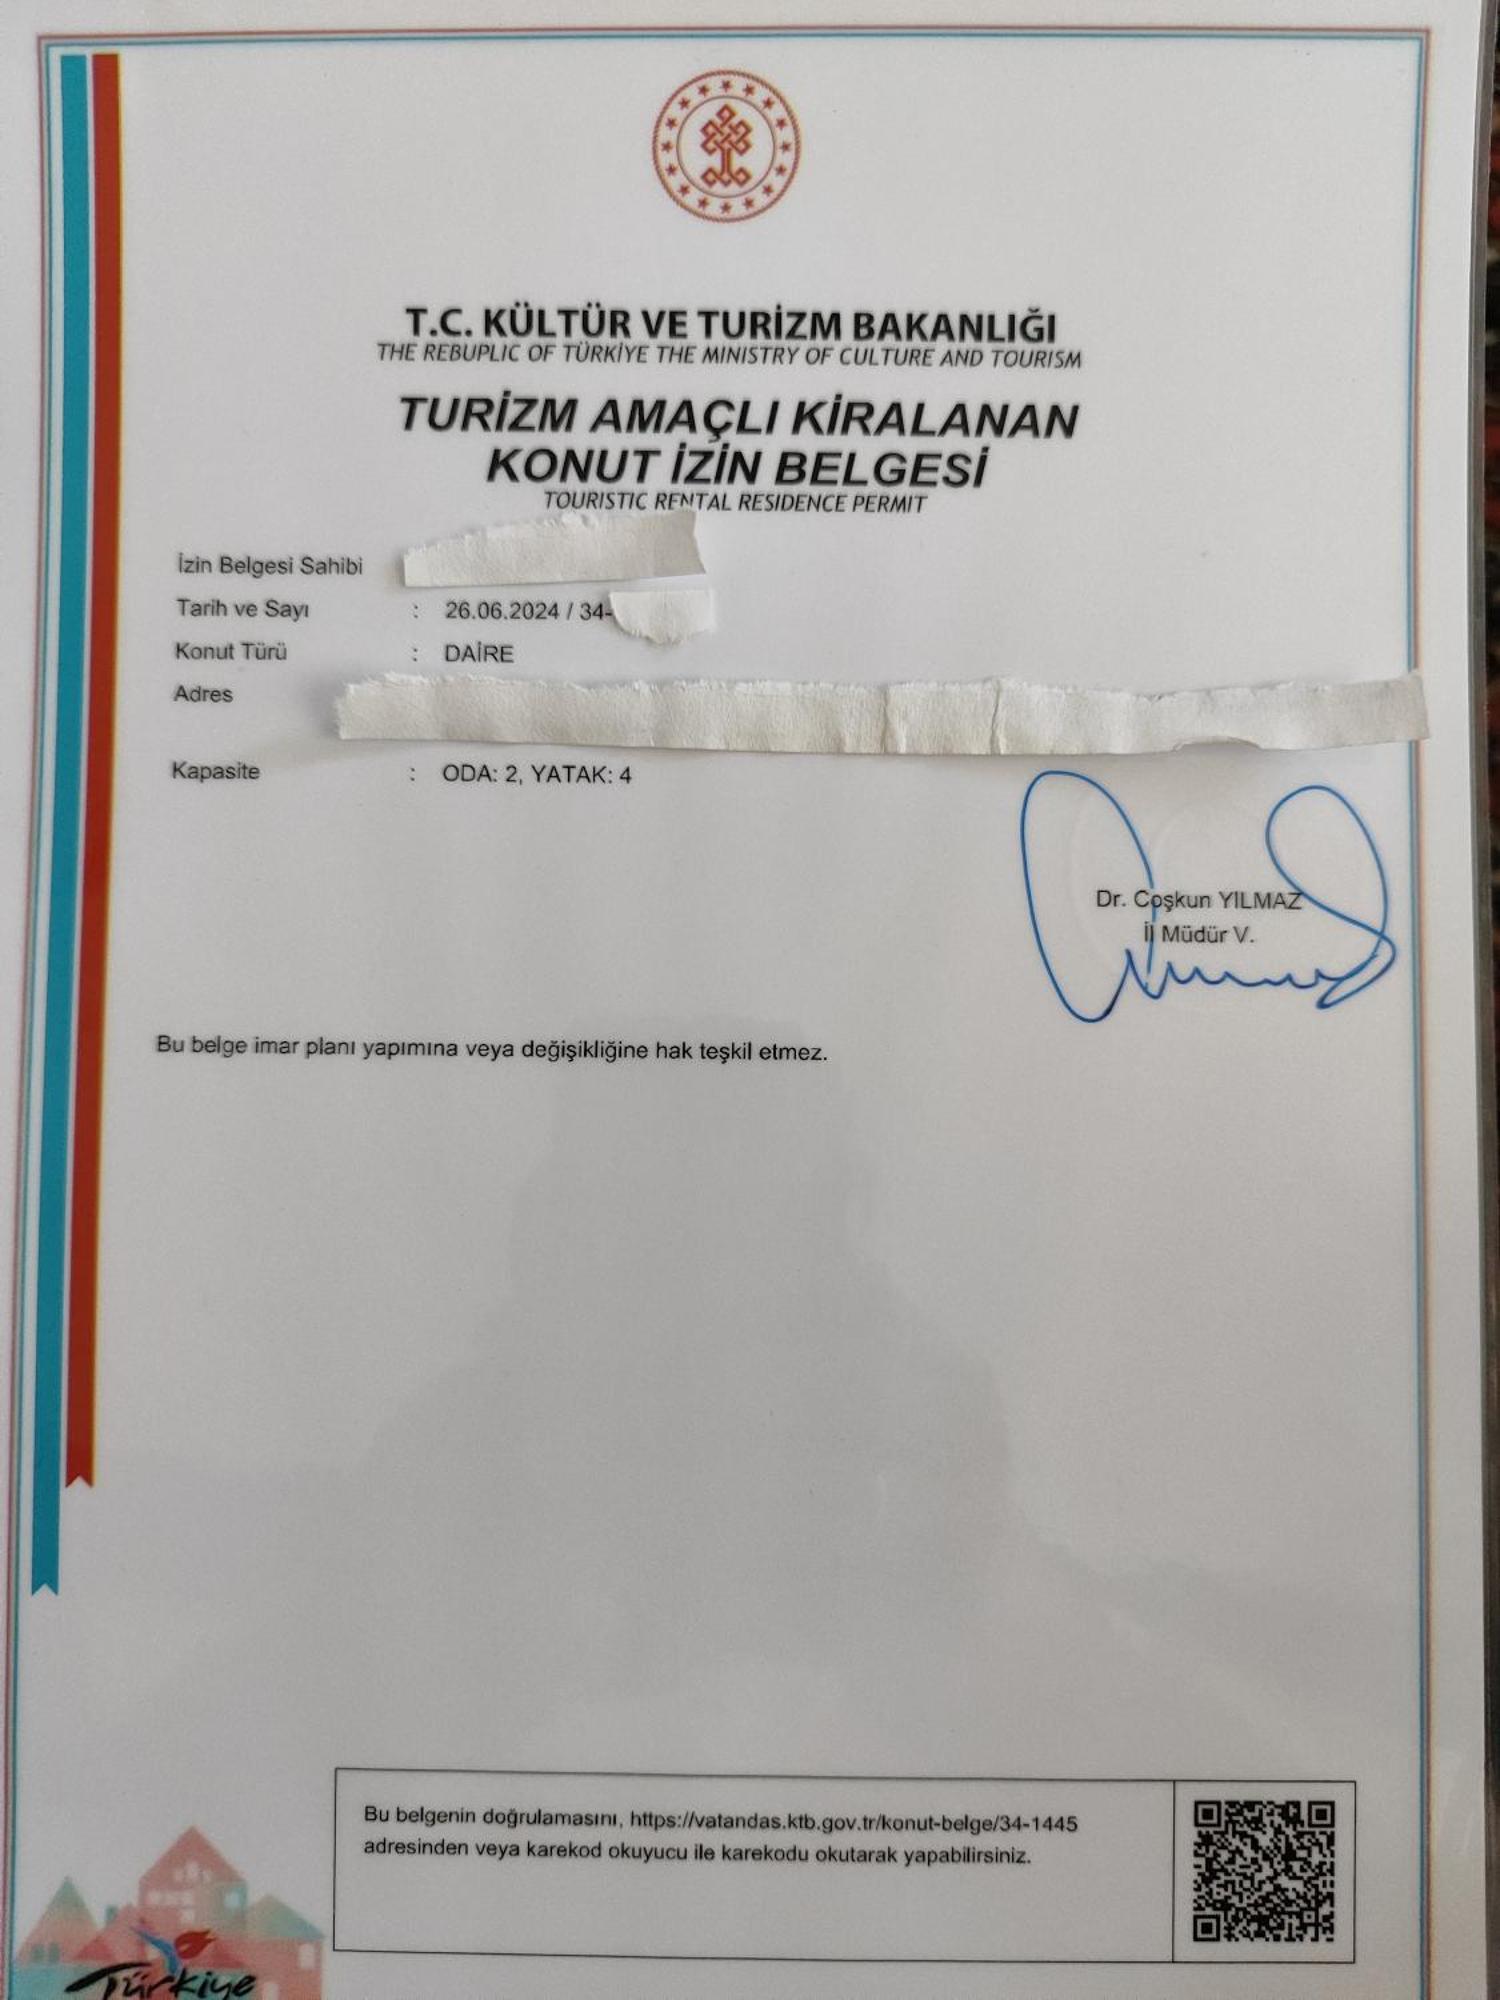 T.C. KÜLTÜR VE TURİZM BAKANLIĞI
THE REBUPLIC OF TÜRKİYE THE MINISTRY OF CULTURE AND TOURISM
TURİZM AMAÇLI KİRALANAN
KONUT İZİN BELGESİ
TOURISTIC RENTAL RESIDENCE PERMIT
İzin Belgesi Sahibi
Tarih ve Sayı : 26.06.2024 / 34-
Konut Türü : DAİRE
Adres
Kapasite : ODA: 2, YATAK: 4
Dr. Coşkun YILMAZ
İl Müdür V.
Bu belge imar planı yapımına veya değişikliğine hak teşkil etmez.
Bu belgenin doğrulamasını, https://vatandas.ktb.gov.tr/konut-belge/34-1445
adresinden veya karekod okuyucu ile karekodu okutarak yapabilirsiniz.
Türkiye